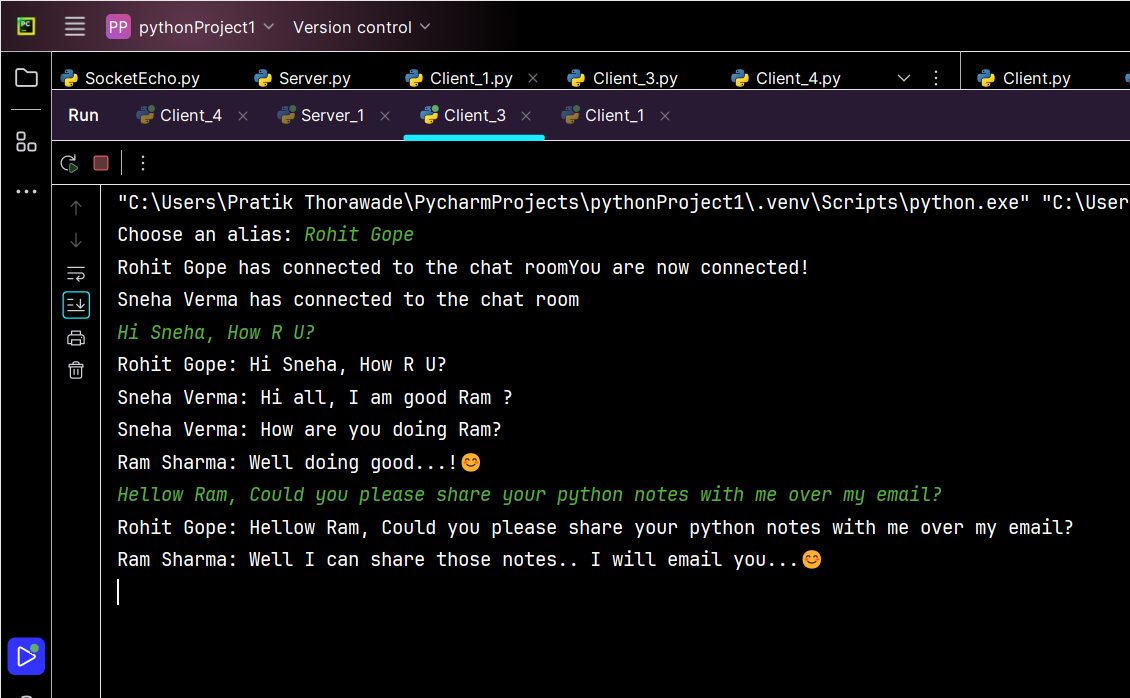 PC
PP pythonProject1 Version control
SocketEcho.py Server.py Client_1.py Client_3.py Client_4.py Client.py
Run Client_4 Server_1 Client_3 Client_1
"C:\Users\Pratik Thorawade\PycharmProjects\pythonProject1\.venv\Scripts\python.exe" "C:\User
Choose an alias: Rohit Gope
Rohit Gope has connected to the chat roomYou are now connected!
Sneha Verma has connected to the chat room
Hi Sneha, How R U?
Rohit Gope: Hi Sneha, How R U?
Sneha Verma: Hi all, I am good Ram ?
Sneha Verma: How are you doing Ram?
Ram Sharma: Well doing good...!😊
Hellow Ram, Could you please share your python notes with me over my email?
Rohit Gope: Hellow Ram, Could you please share your python notes with me over my email?
Ram Sharma: Well I can share those notes.. I will email you...😊